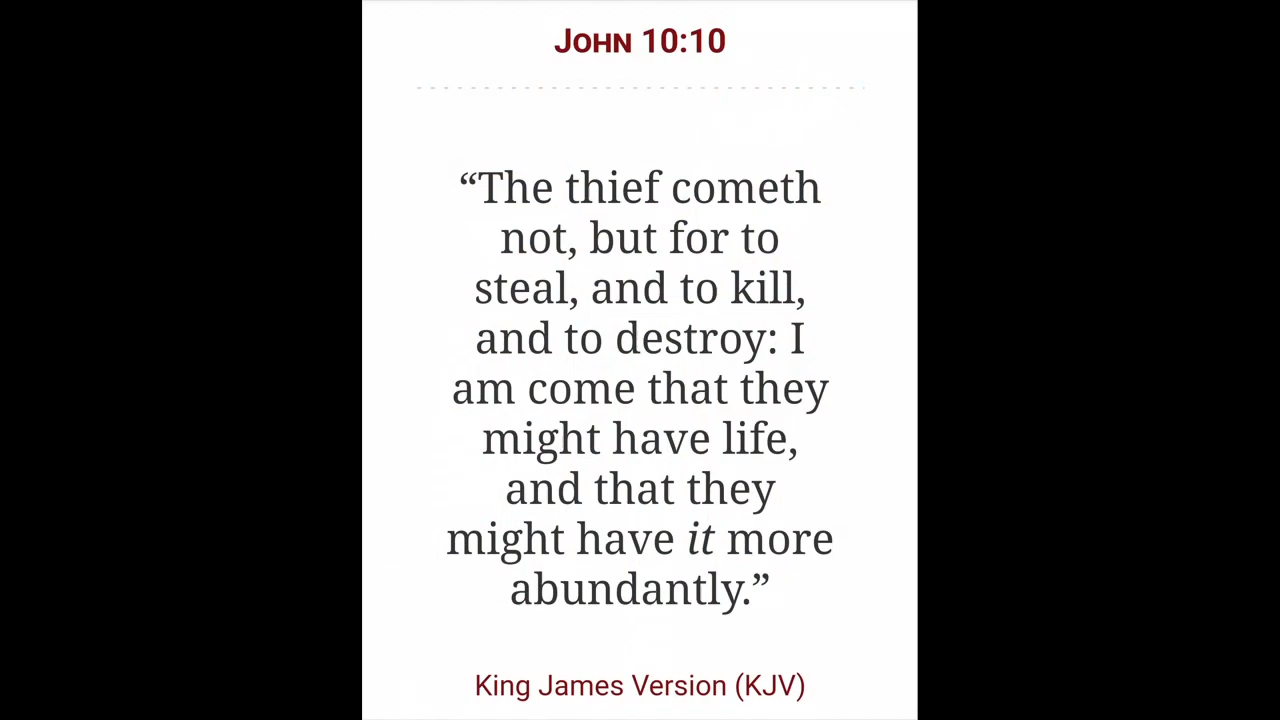 John 10:10
“The thief cometh
not, but for to
steal, and to kill,
and to destroy: I
am come that they
might have life,
and that they
might have it more
abundantly.”
King James Version (KJV)